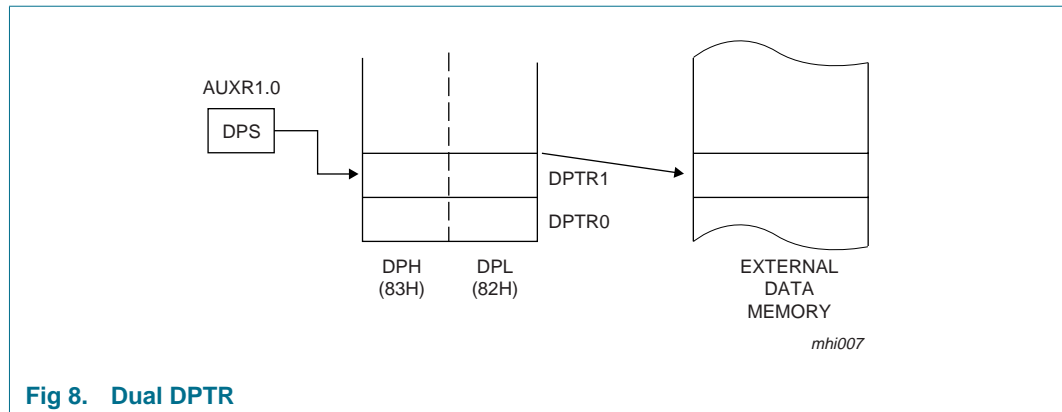 AUXR1.0
DPS
DPTR1
DPTR0
DPH
(83H)
DPL
(82H)
EXTERNAL
DATA
MEMORY
mhi007
Fig 8. Dual DPTR